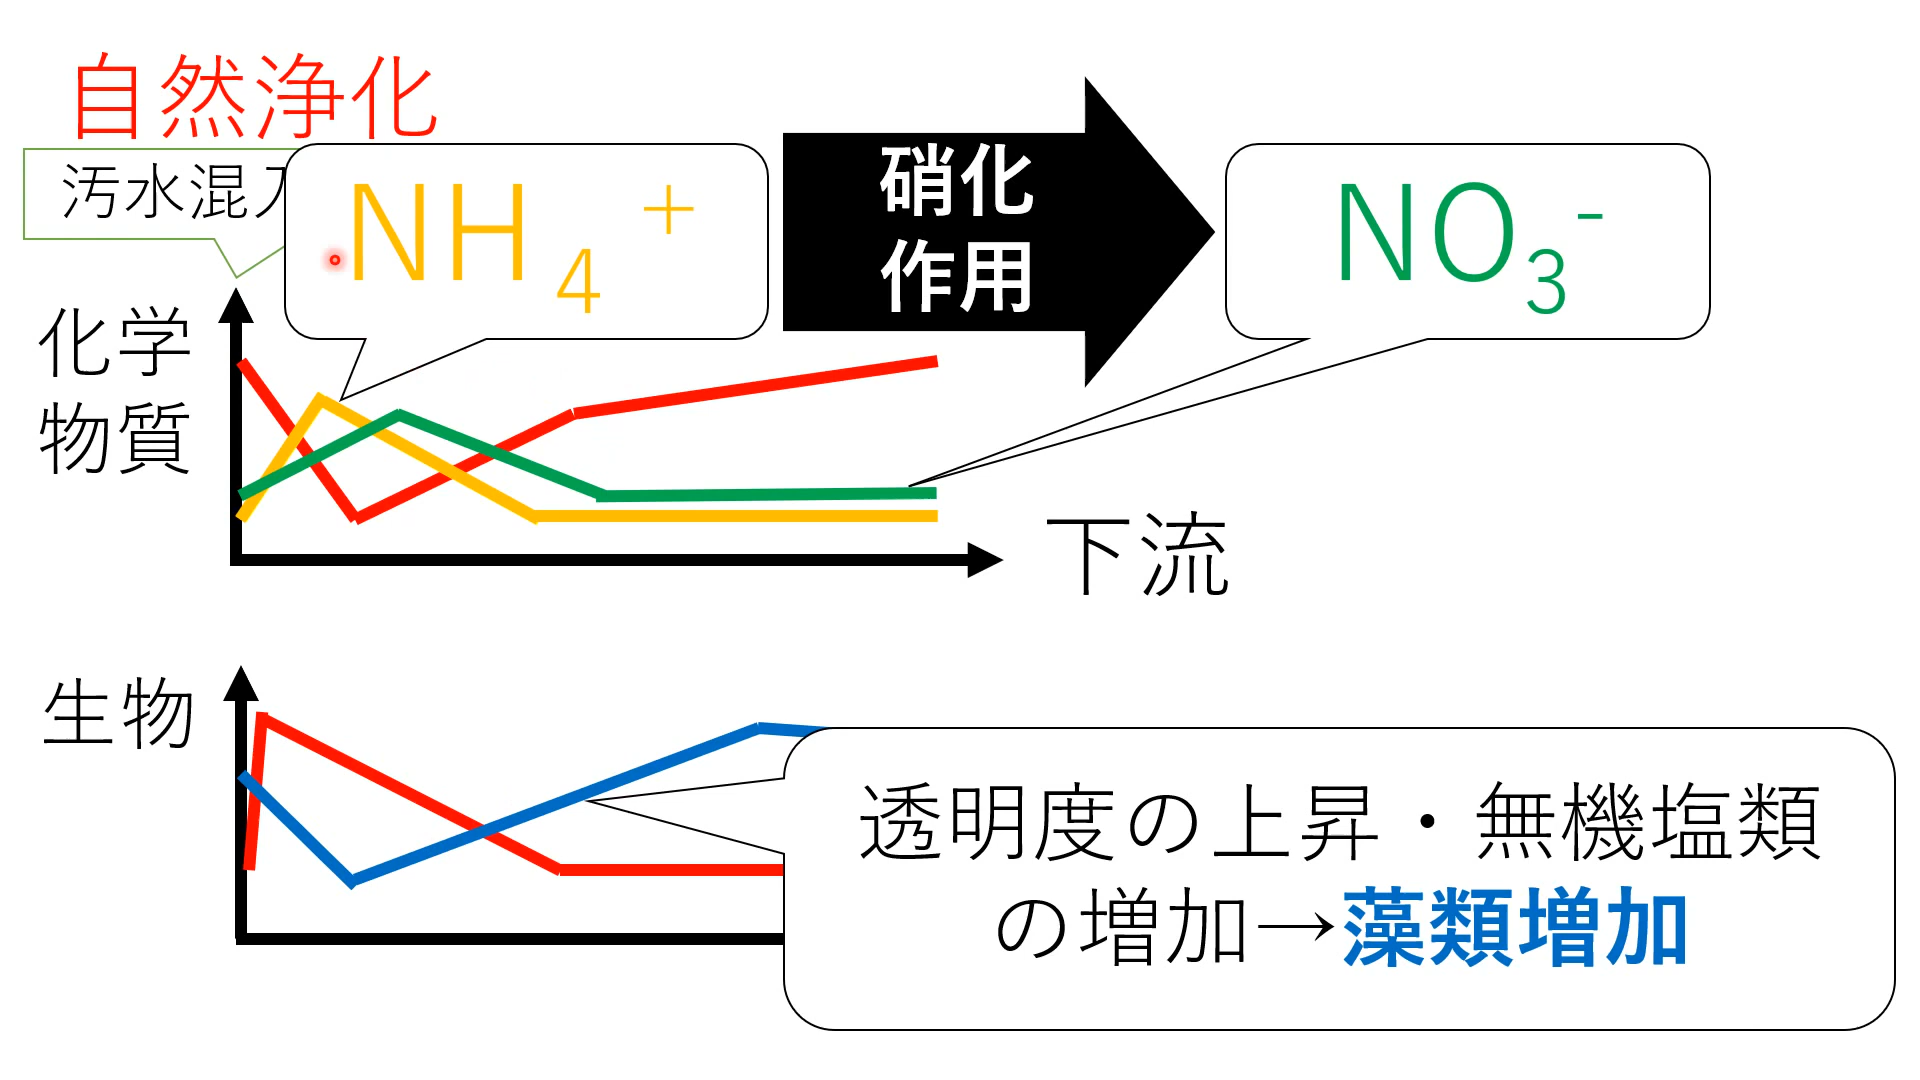 自然浄化
汚水混
NH4+
硝化
作用
NO3-
化学
物質
下流
生物
透明度の上昇・無機塩類
の増加→藻類増加